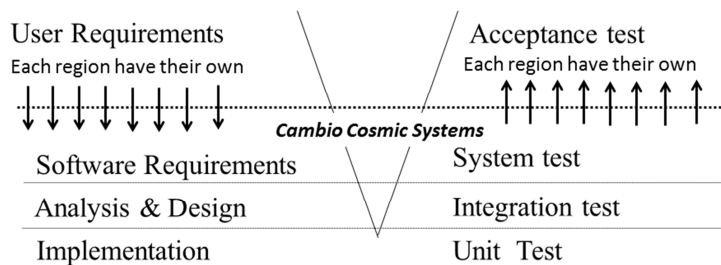 User Requirements
Each region have their own
Acceptance test
Each region have their own
Cambio Cosmic Systems
Software Requirements
System test
Analysis & Design
Integration test
Implementation
Unit Test